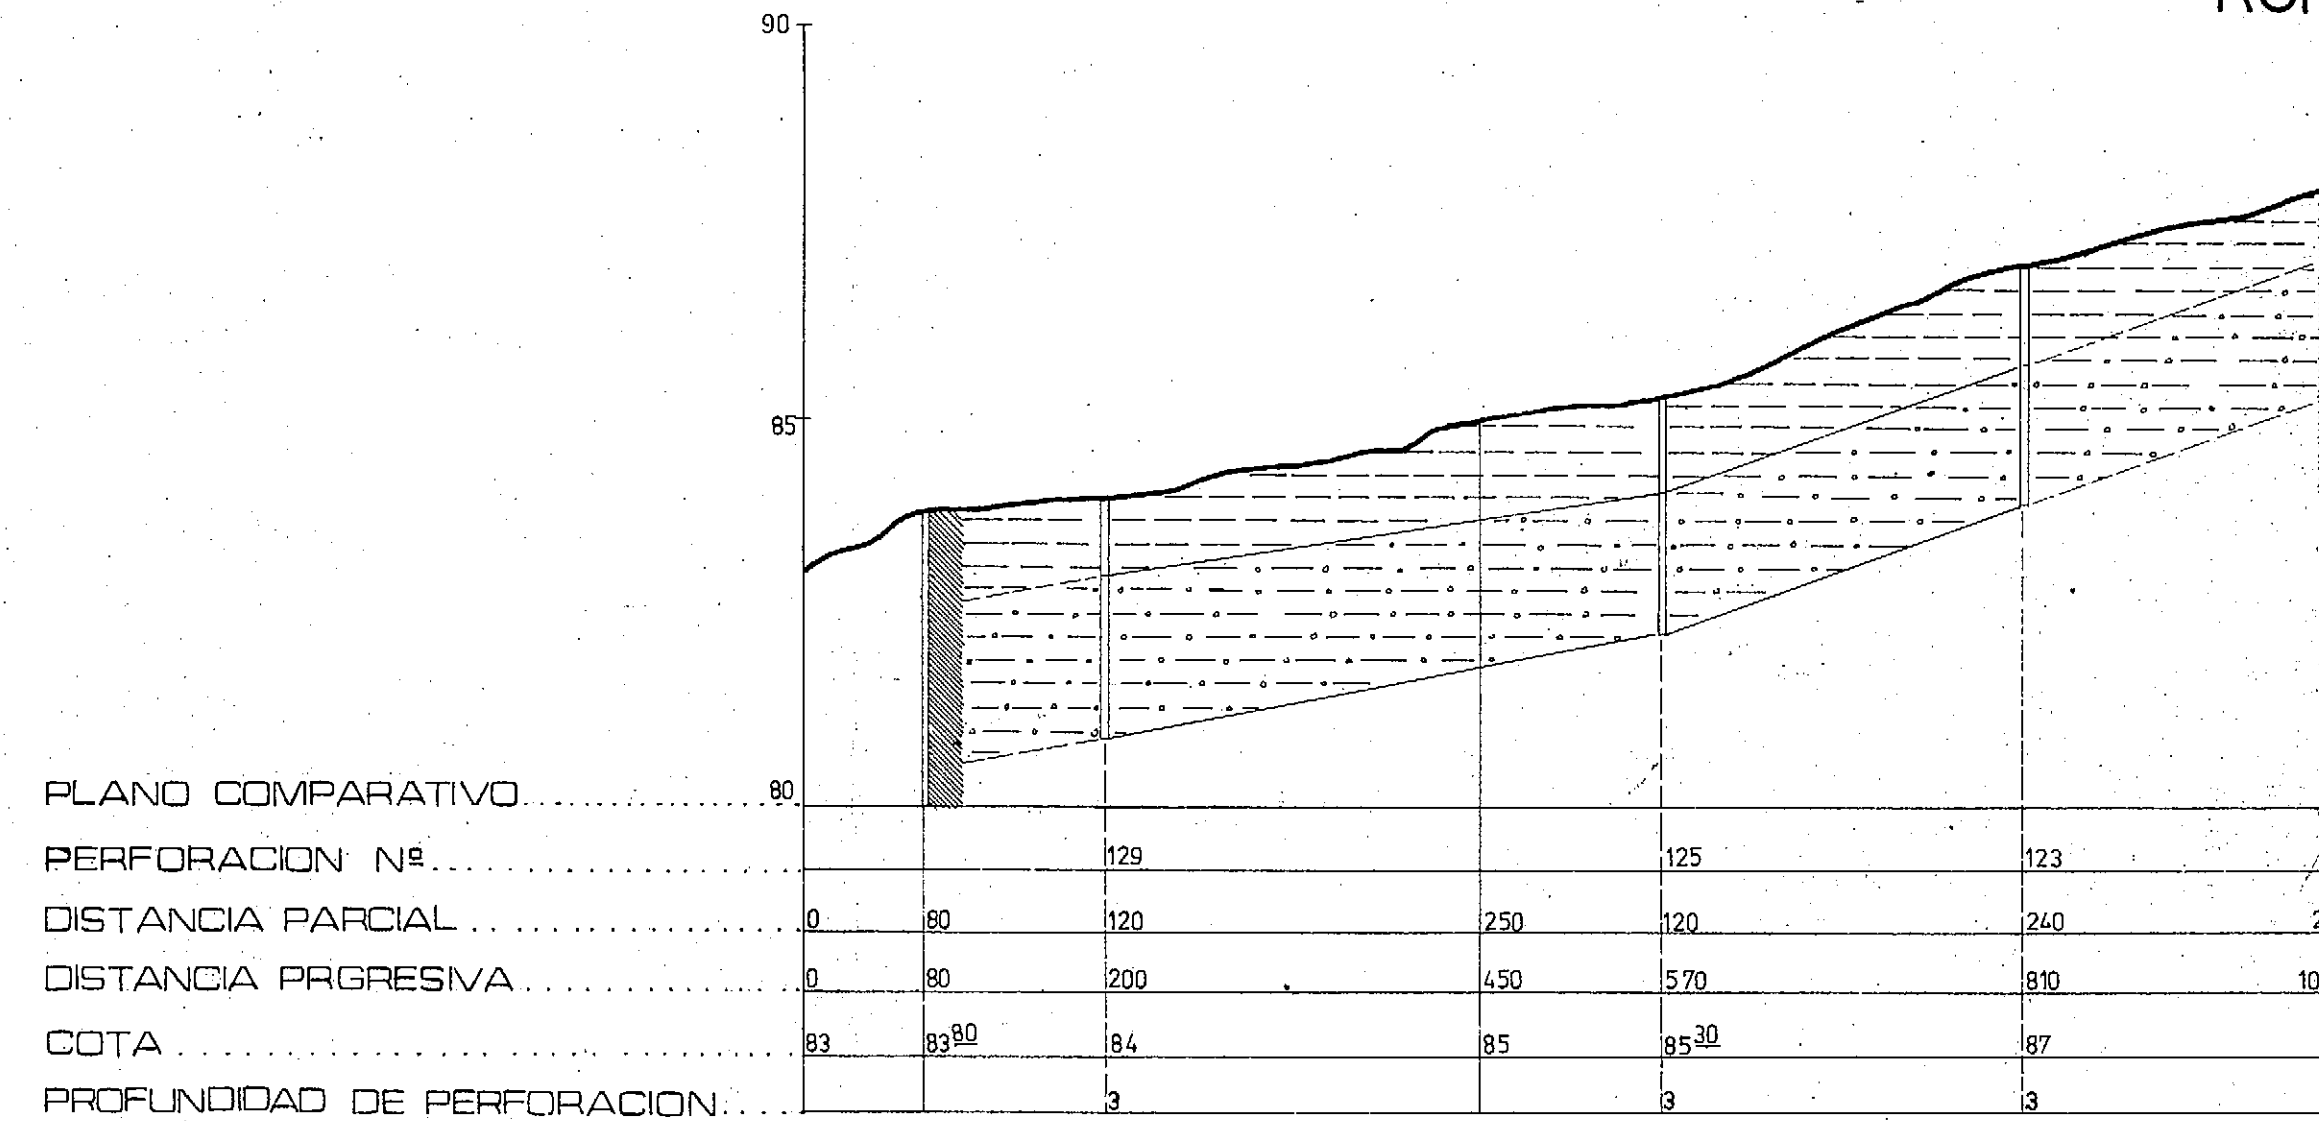 90
85
PLANO COMPARATIVO 80
PERFORACION Nº 129 125 123
DISTANCIA PARCIAL 0 80 120 250 120 240 2
DISTANCIA PRGRESIVA 0 80 200 450 570 810 10
COTA 83 83 80 84 85 85 30 87
PROFUNDIDAD DE PERFORACION 3 3 3